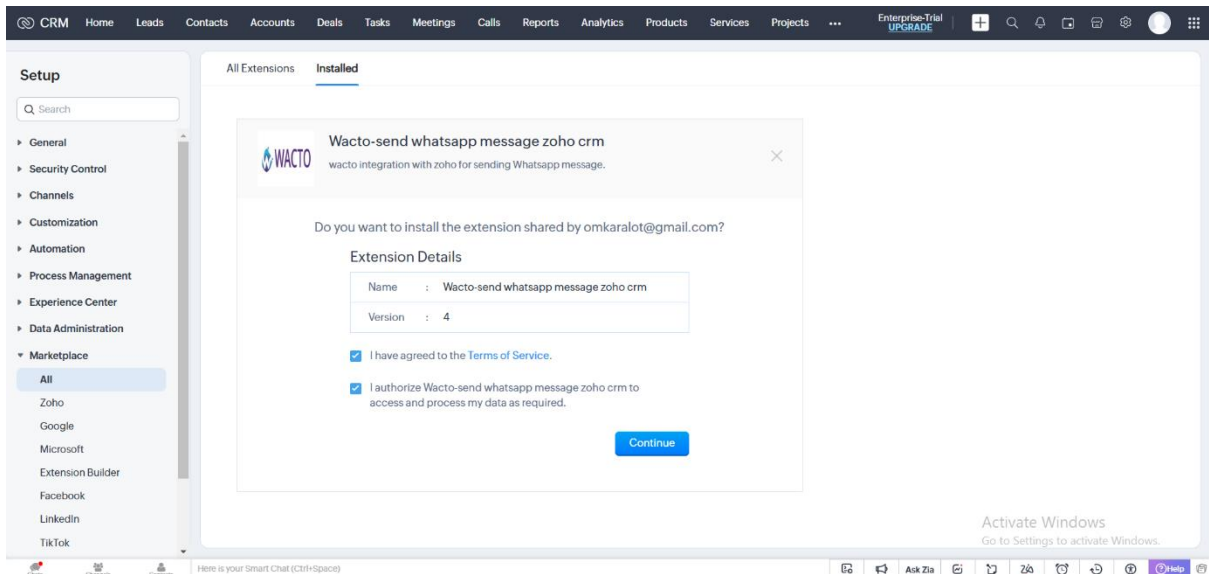 CRM Home Leads Contacts Accounts Deals Tasks Meetings Calls Reports Analytics Products Services Projects ••• Enterprise-Trial
UPGRADE
Setup
Search
General
Security Control
Channels
Customization
Automation
Process Management
Experience Center
Data Administration
Marketplace
All
Zoho
Google
Microsoft
Extension Builder
Facebook
LinkedIn
TikTok
All Extensions Installed
WACTO
Wacto-send whatsapp message zoho crm
wacto integration with zoho for sending Whatsapp message.
Do you want to install the extension shared by omkaralot@gmail.com?
Extension Details
Name : Wacto-send whatsapp message zoho crm
Version : 4
I have agreed to the Terms of Service.
I authorize Wacto-send whatsapp message zoho crm to
access and process my data as required.
Continue
Activate Windows
Go to Settings to activate Windows.
Here is your Smart Chat (Ctrl+Space) Ask Zia Help